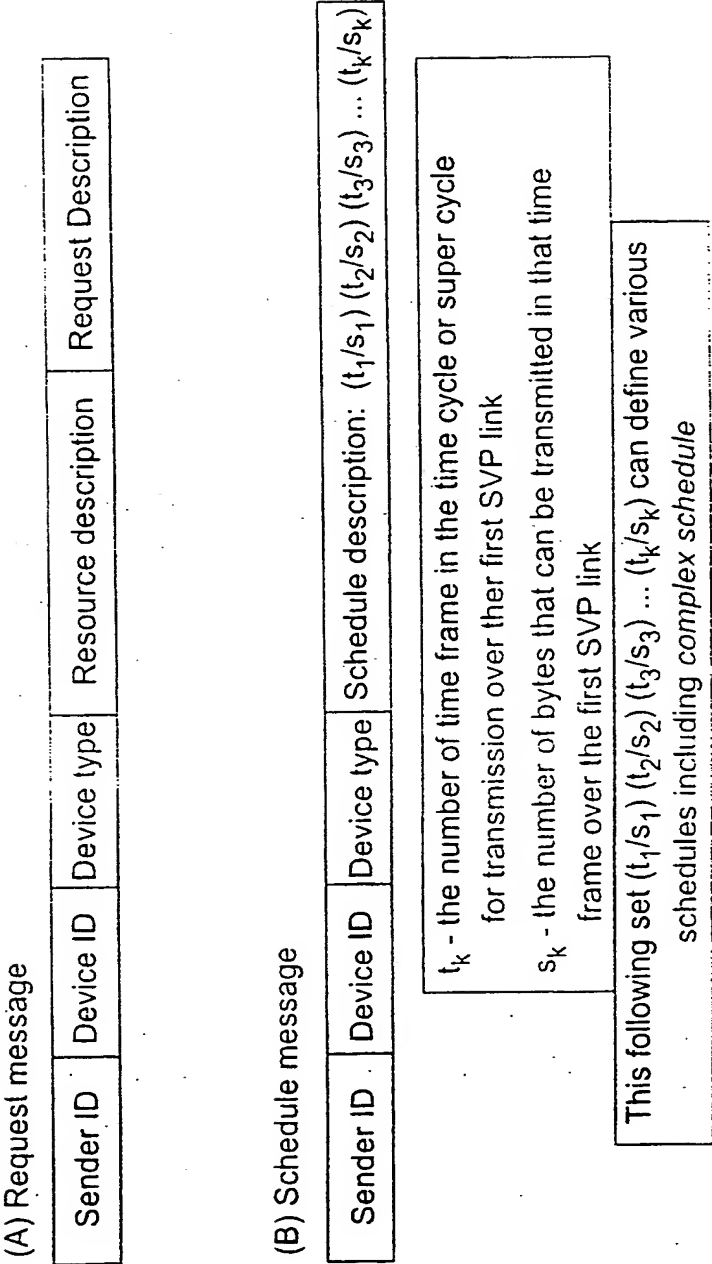 (A) Request message
Sender ID Device ID Device type Resource description Request Description
(B) Schedule message
Sender ID Device ID Device type Schedule description: (t₁/s₁) (t₂/s₂) (t₃/s₃) ... (tₖ/sₖ)
tₖ - the number of time frame in the time cycle or super cycle
for transmission over ther first SVP link
sₖ - the number of bytes that can be transmitted in that time
frame over the first SVP link
This following set (t₁/s₁) (t₂/s₂) (t₃/s₃) ... (tₖ/sₖ) can define various
schedules including complex schedule